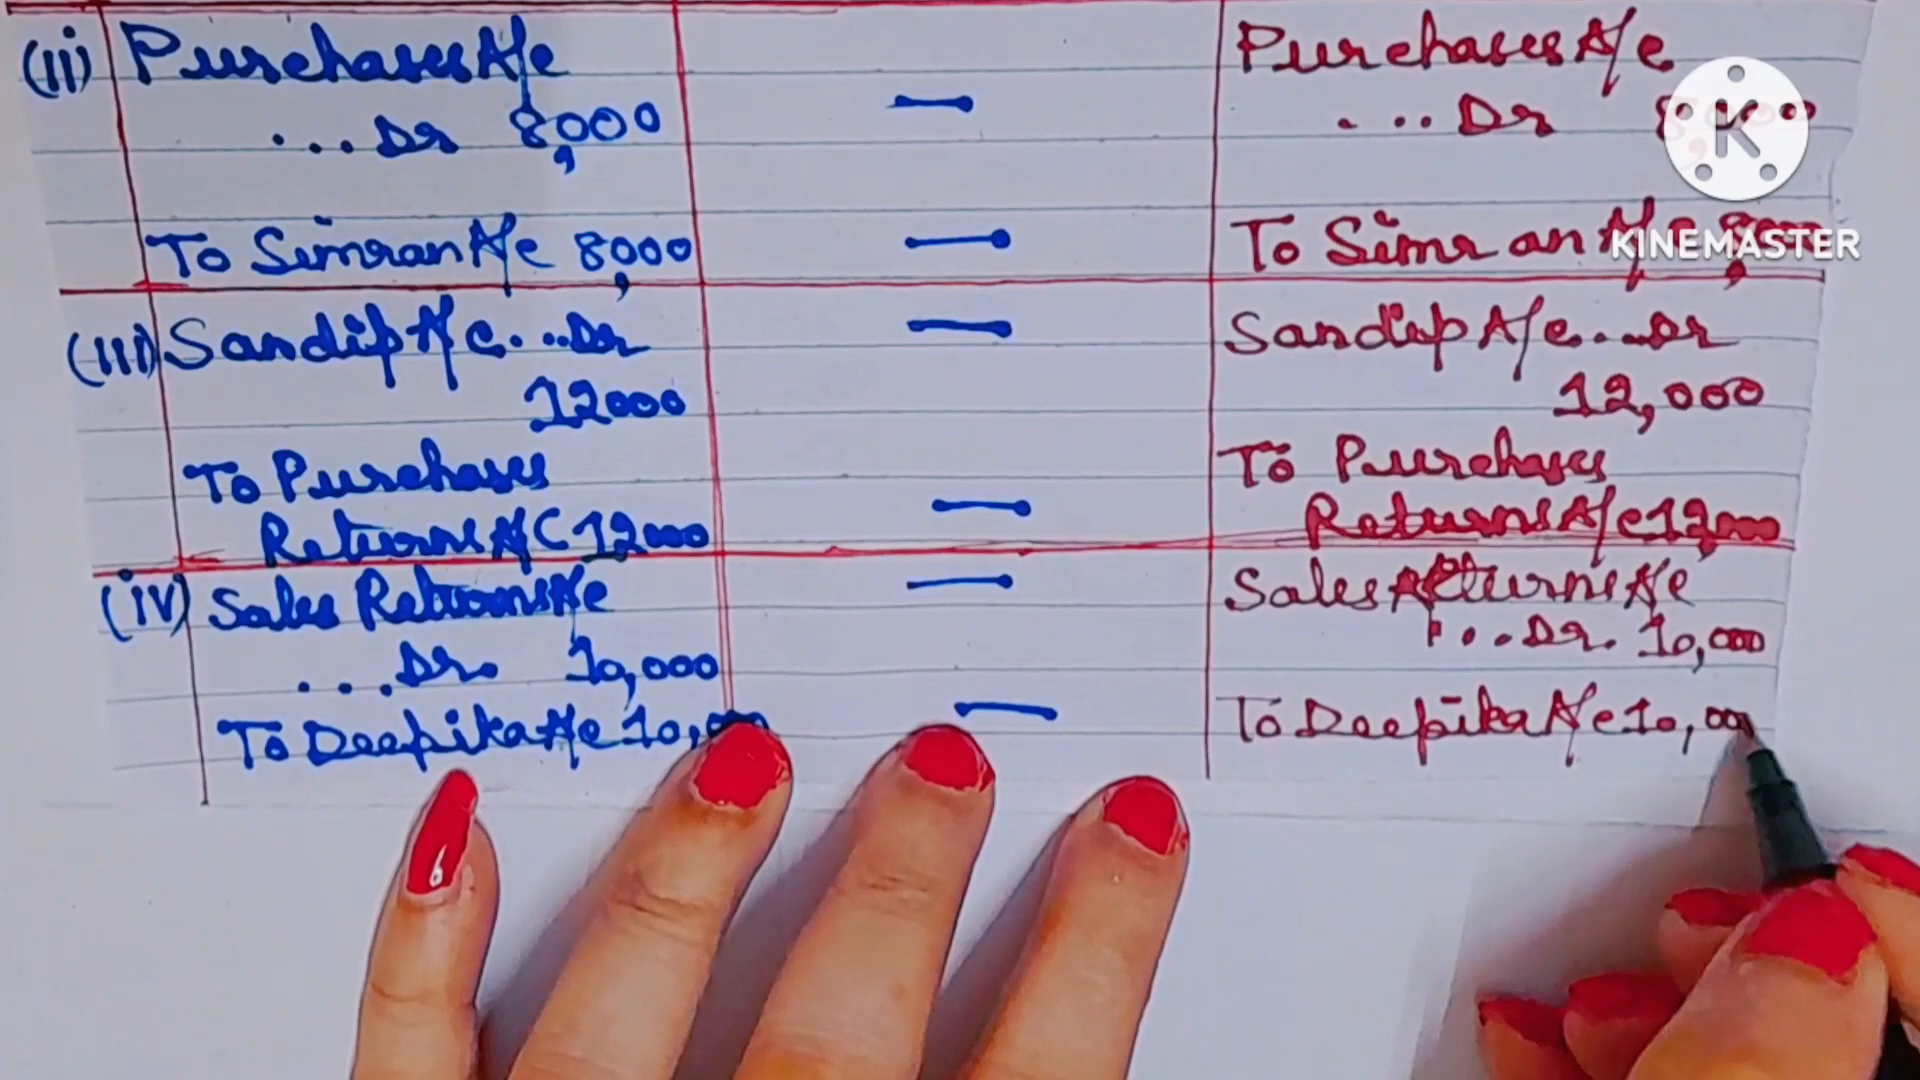 (ii) Purchases A/c — Purchases A/c
... Dr 8,000 ... Dr
To Simran A/c 8,000 — To Simran A/c
KINEMASTER
(iii) Sandip A/c...Dr — Sandip A/c...Dr
12000 12,000
To Purchases To Purchases
Returns A/C 12000 — Returns A/c 12,000
(iv) Sales Returns A/c — Sales Returns A/c
...Dr. 10,000 ...Dr. 10,000
To Deepika A/c 10,000 — To Deepika A/c 10,000